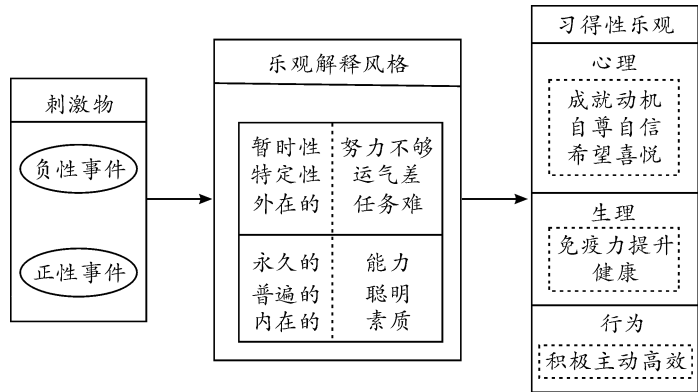 刺激物
负性事件
正性事件
乐观解释风格
暂时性 努力不够
特定性 运气差
外在的 任务难
永久的 能力
普遍的 聪明
内在的 素质
习得性乐观
心理
成就动机
自尊自信
希望喜悦
生理
免疫力提升
健康
行为
积极主动高效